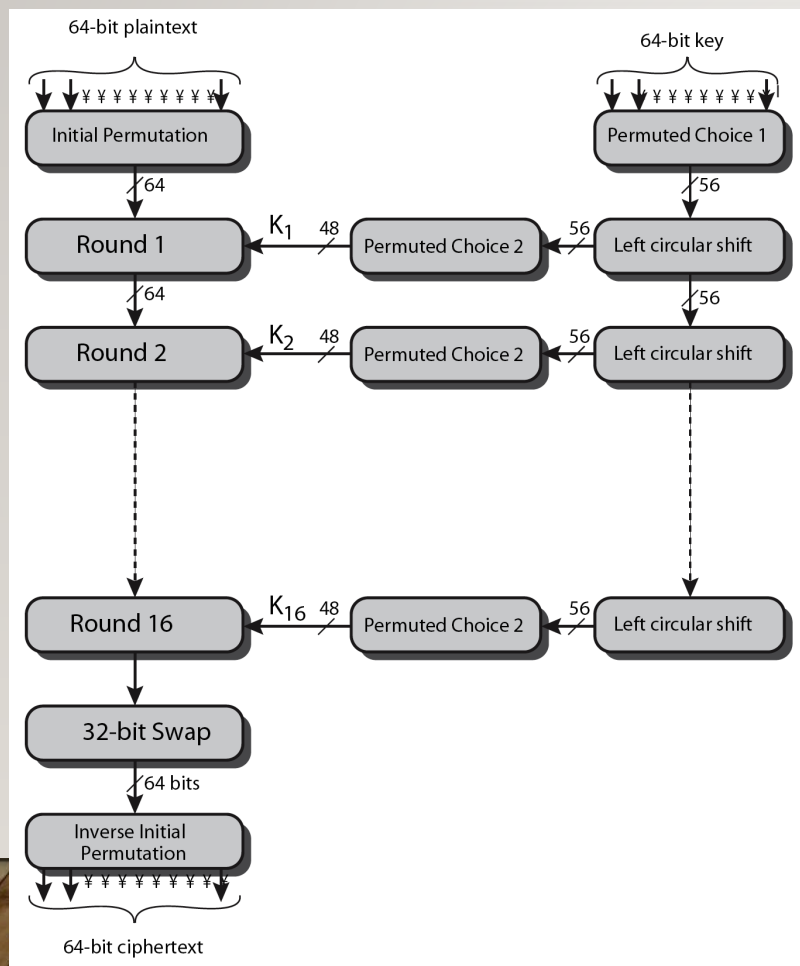 64-bit plaintext
64-bit key
¥ ¥ ¥ ¥ ¥ ¥ ¥ ¥ ¥
¥ ¥ ¥ ¥ ¥ ¥ ¥ ¥
Initial Permutation
Permuted Choice 1
64
56
Round 1
K1
48
Permuted Choice 2
56
Left circular shift
64
56
Round 2
K2
48
Permuted Choice 2
56
Left circular shift
Round 16
K16
48
Permuted Choice 2
56
Left circular shift
32-bit Swap
64 bits
Inverse Initial
Permutation
¥ ¥ ¥ ¥ ¥ ¥ ¥ ¥ ¥
64-bit ciphertext